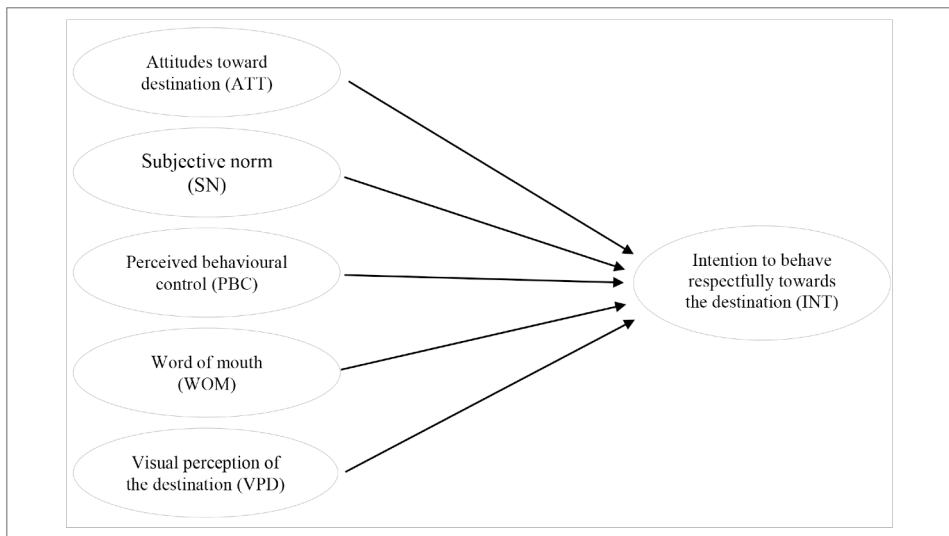 Attitudes toward
destination (ATT)
Subjective norm
(SN)
Perceived behavioural
control (PBC)
Word of mouth
(WOM)
Visual perception of
the destination (VPD)
Intention to behave
respectfully towards
the destination (INT)